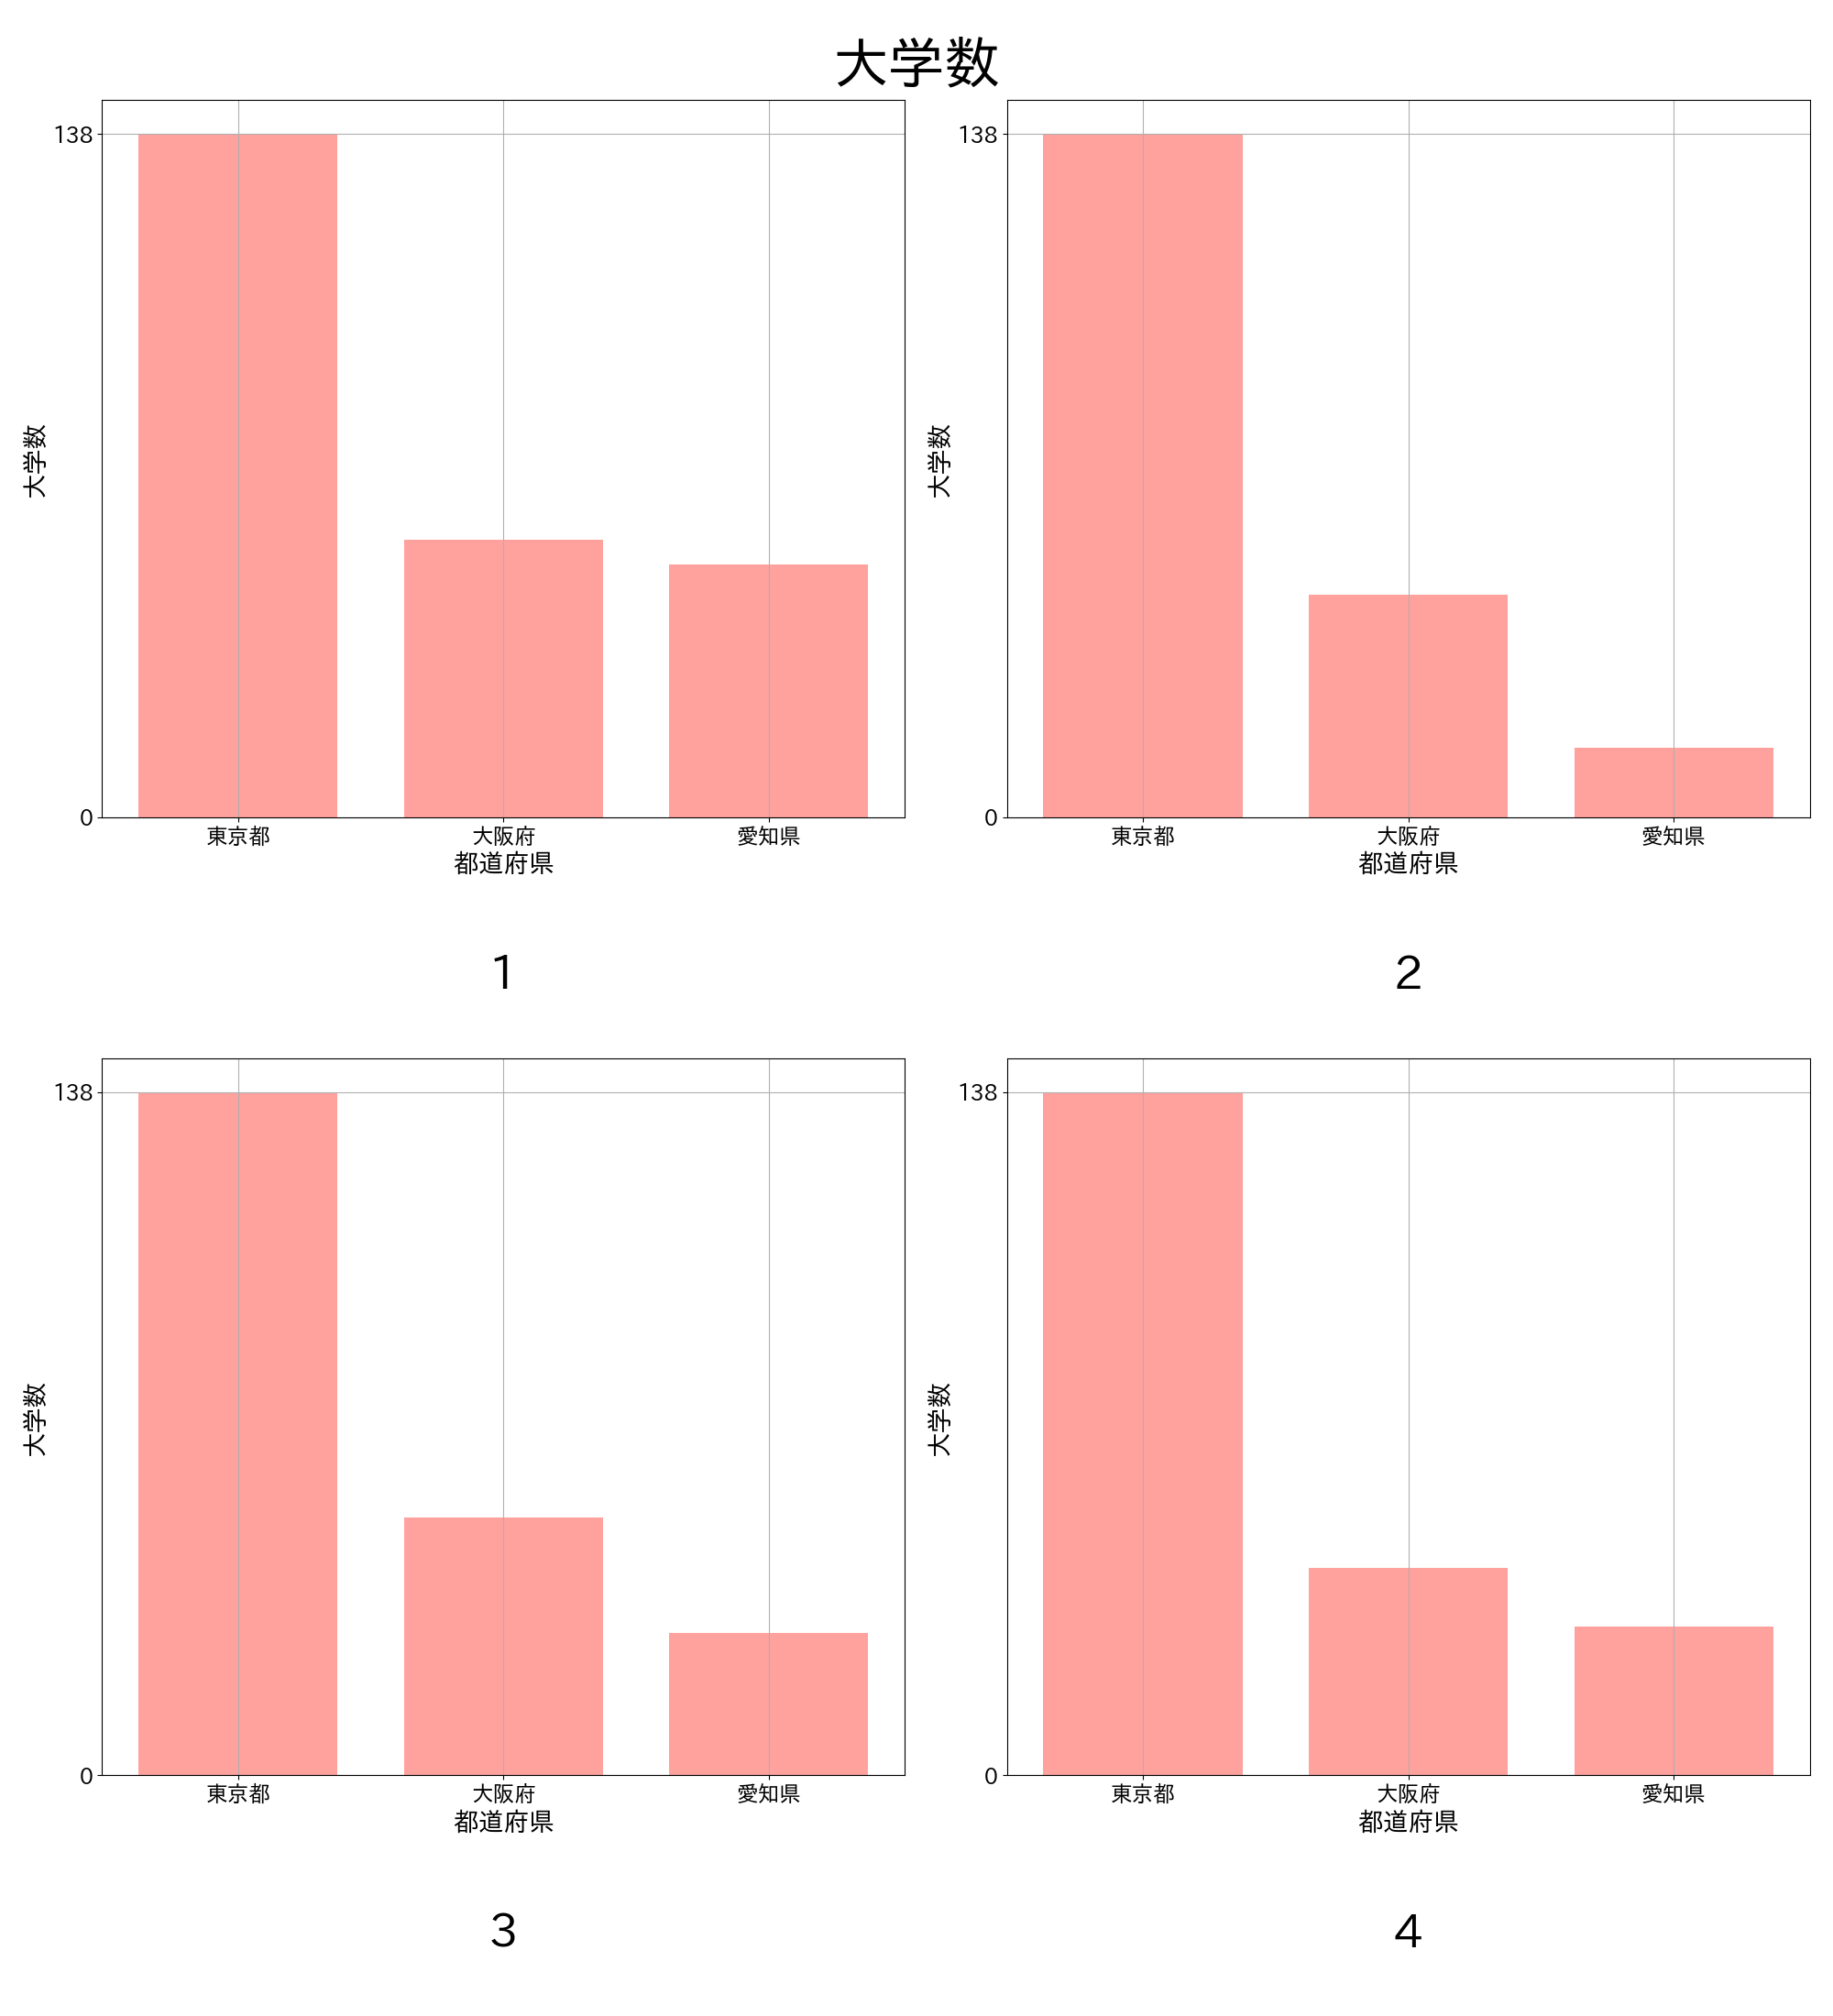 大学数
138
0
大学数
東京都 大阪府 愛知県
都道府県
1
138
0
大学数
東京都 大阪府 愛知県
都道府県
2
138
0
大学数
東京都 大阪府 愛知県
都道府県
3
138
0
大学数
東京都 大阪府 愛知県
都道府県
4